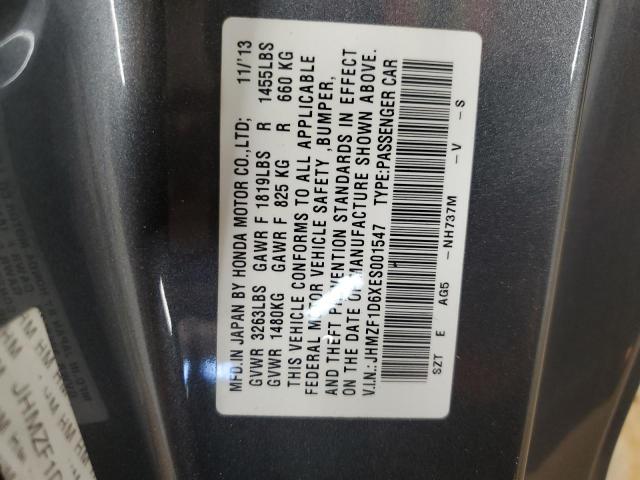 MFD.IN JAPAN BY HONDA MOTOR CO.,LTD; 11/'13
GVWR 3263LBS GAWR F 1819LBS R 1455LBS
GVWR 1480KG GAWR F 825 KG R 660 KG
THIS VEHICLE CONFORMS TO ALL APPLICABLE
FEDERAL MOTOR VEHICLE SAFETY ,BUMPER,
AND THEFT PREVENTION STANDARDS IN EFFECT
ON THE DATE OF MANUFACTURE SHOWN ABOVE.
V.I.N.:JHMZF1D6XES001547 TYPE:PASSENGER CAR
SZT E AG5 -NH737M -V -S
JHMZF1D